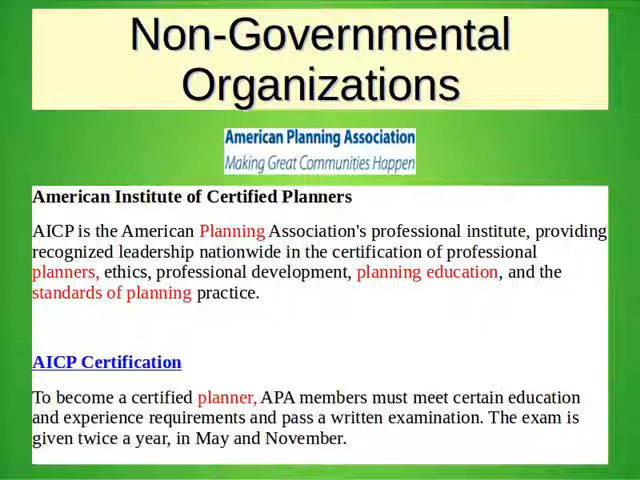 Non-Governmental
Organizations
American Planning Association
Making Great Communities Happen
American Institute of Certified Planners
AICP is the American Planning Association's professional institute, providing
recognized leadership nationwide in the certification of professional
planners, ethics, professional development, planning education, and the
standards of planning practice.
AICP Certification
To become a certified planner, APA members must meet certain education
and experience requirements and pass a written examination. The exam is
given twice a year, in May and November.